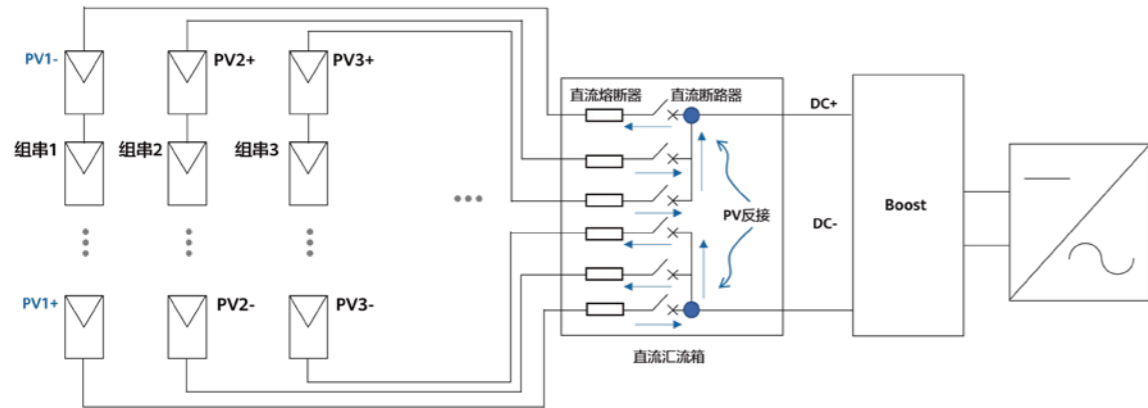 PV1-
PV2+
PV3+
组串1
组串2
组串3
PV1+
PV2-
PV3-
直流熔断器
直流断路器
PV反接
直流汇流箱
DC+
DC-
Boost